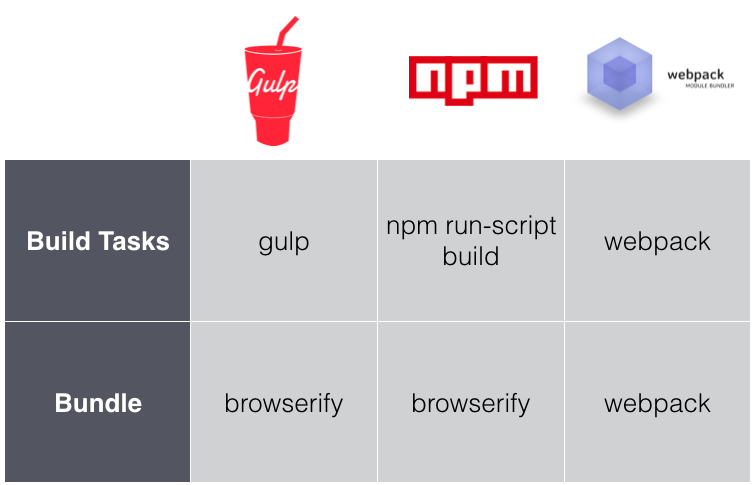 Gulp
npm
webpack
MODULE BUNDLER
Build Tasks
gulp
npm run-script
build
webpack
Bundle
browserify
browserify
webpack